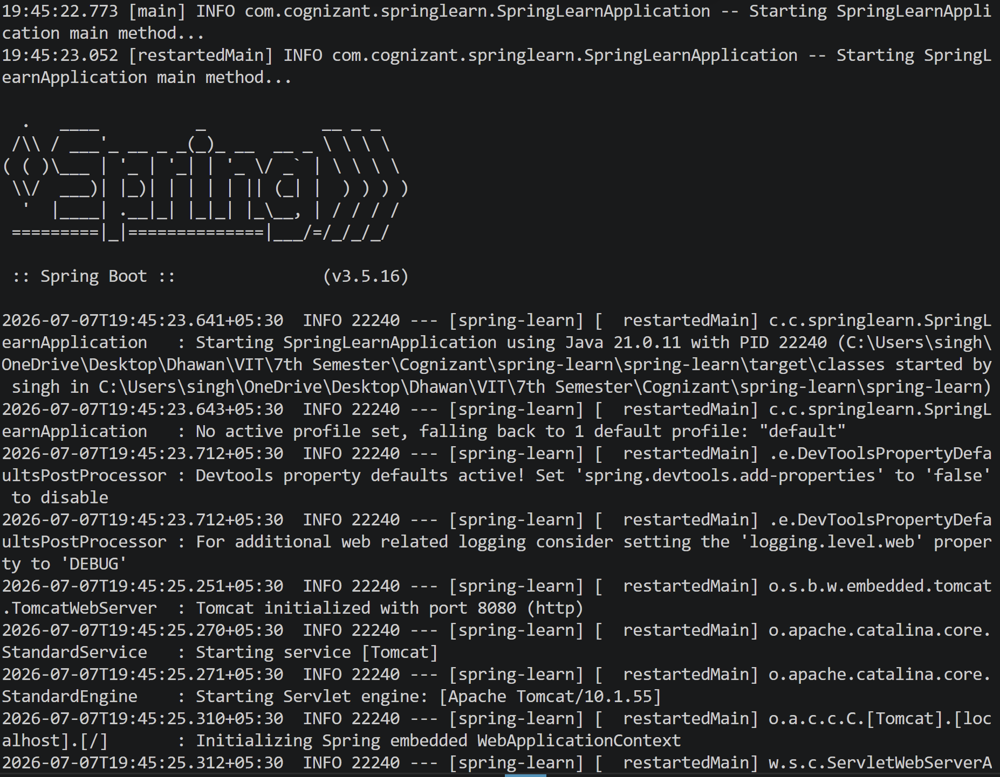 19:45:22.773 [main] INFO com.cognizant.springlearn.SpringLearnApplication -- Starting SpringLearnAppli
cation main method...
19:45:23.052 [restartedMain] INFO com.cognizant.springlearn.SpringLearnApplication -- Starting SpringL
earnApplication main method...

  .   ____          _            __ _ _
 /\\ / ___'_ __ _ _(_)_ __  __ _ \ \ \ \
( ( )\___ | '_ | '_| | '_ \/ _` | \ \ \ \
 \\/  ___)| |_)| | | | | || (_| |  ) ) ) )
  '  |____| .__|_| |_|_| |_\__, | / / / /
 =========|_|==============|___/=/_/_/_/

 :: Spring Boot ::               (v3.5.16)

2026-07-07T19:45:23.641+05:30  INFO 22240 --- [spring-learn] [  restartedMain] c.c.springlearn.SpringL
earnApplication   : Starting SpringLearnApplication using Java 21.0.11 with PID 22240 (C:\Users\singh\
OneDrive\Desktop\Dhawan\VIT\7th Semester\Cognizant\spring-learn\spring-learn\target\classes started by
 singh in C:\Users\singh\OneDrive\Desktop\Dhawan\VIT\7th Semester\Cognizant\spring-learn\spring-learn)
2026-07-07T19:45:23.643+05:30  INFO 22240 --- [spring-learn] [  restartedMain] c.c.springlearn.SpringL
earnApplication   : No active profile set, falling back to 1 default profile: "default"
2026-07-07T19:45:23.712+05:30  INFO 22240 --- [spring-learn] [  restartedMain] .e.DevToolsPropertyDefa
ultsPostProcessor : Devtools property defaults active! Set 'spring.devtools.add-properties' to 'false'
 to disable
2026-07-07T19:45:23.712+05:30  INFO 22240 --- [spring-learn] [  restartedMain] .e.DevToolsPropertyDefa
ultsPostProcessor : For additional web related logging consider setting the 'logging.level.web' proper
ty to 'DEBUG'
2026-07-07T19:45:25.251+05:30  INFO 22240 --- [spring-learn] [  restartedMain] o.s.b.w.embedded.tomcat
.TomcatWebServer  : Tomcat initialized with port 8080 (http)
2026-07-07T19:45:25.270+05:30  INFO 22240 --- [spring-learn] [  restartedMain] o.apache.catalina.core.
StandardService   : Starting service [Tomcat]
2026-07-07T19:45:25.271+05:30  INFO 22240 --- [spring-learn] [  restartedMain] o.apache.catalina.core.
StandardEngine    : Starting Servlet engine: [Apache Tomcat/10.1.55]
2026-07-07T19:45:25.310+05:30  INFO 22240 --- [spring-learn] [  restartedMain] o.a.c.c.C.[Tomcat].[loc
alhost].[/]       : Initializing Spring embedded WebApplicationContext
2026-07-07T19:45:25.312+05:30  INFO 22240 --- [spring-learn] [  restartedMain] w.s.c.ServletWebServerA